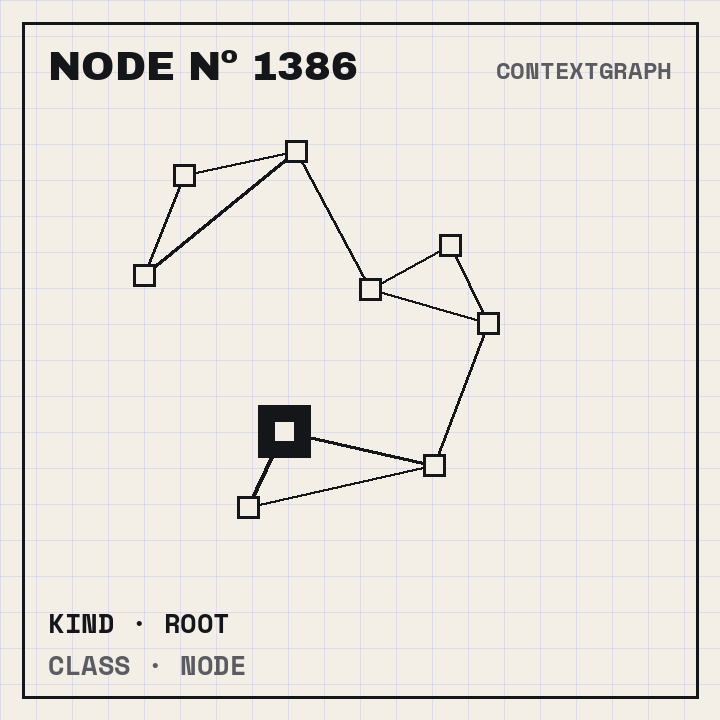 NODE Nº 1386
CONTEXTGRAPH
KIND · ROOT
CLASS · NODE